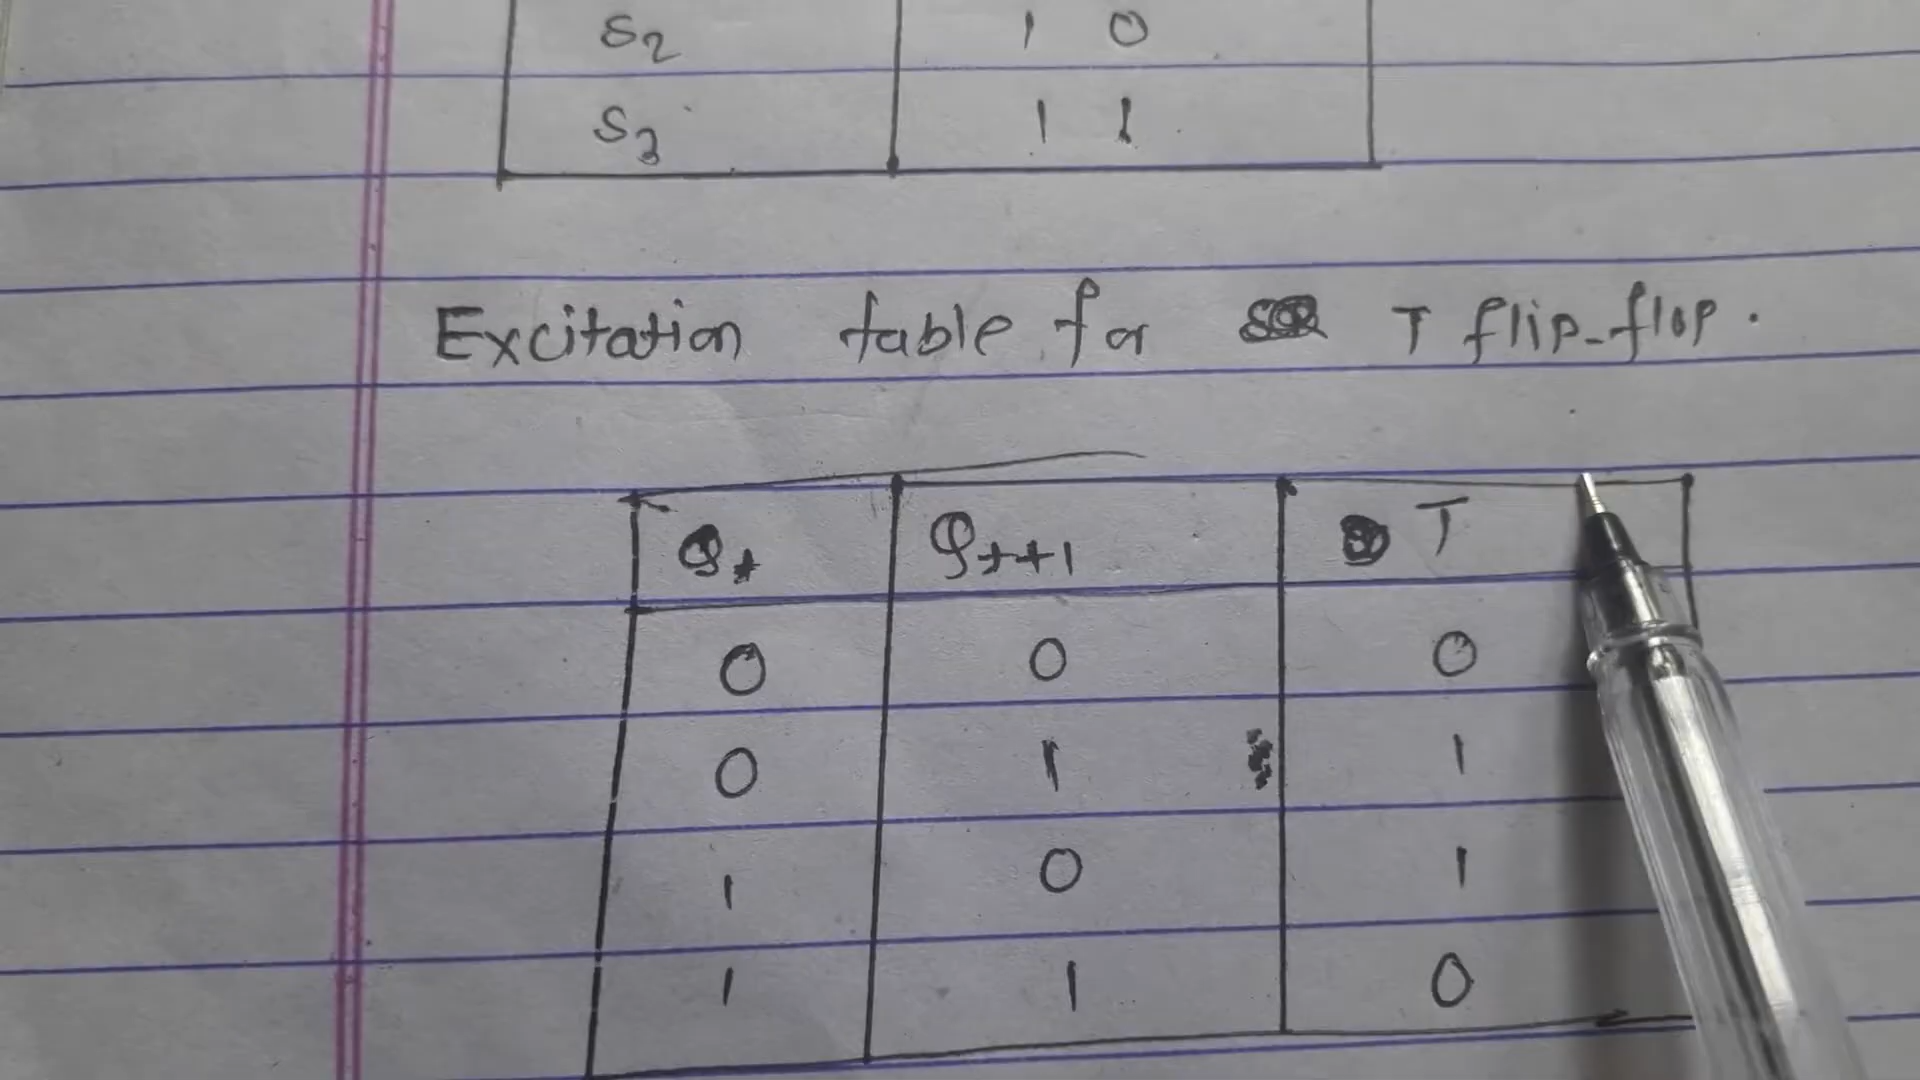 S2 1 0
S3 1 1
Excitation table for T flip-flop.
Qt Qt+1 T
0 0 0
0 1 1
1 0 1
1 1 0